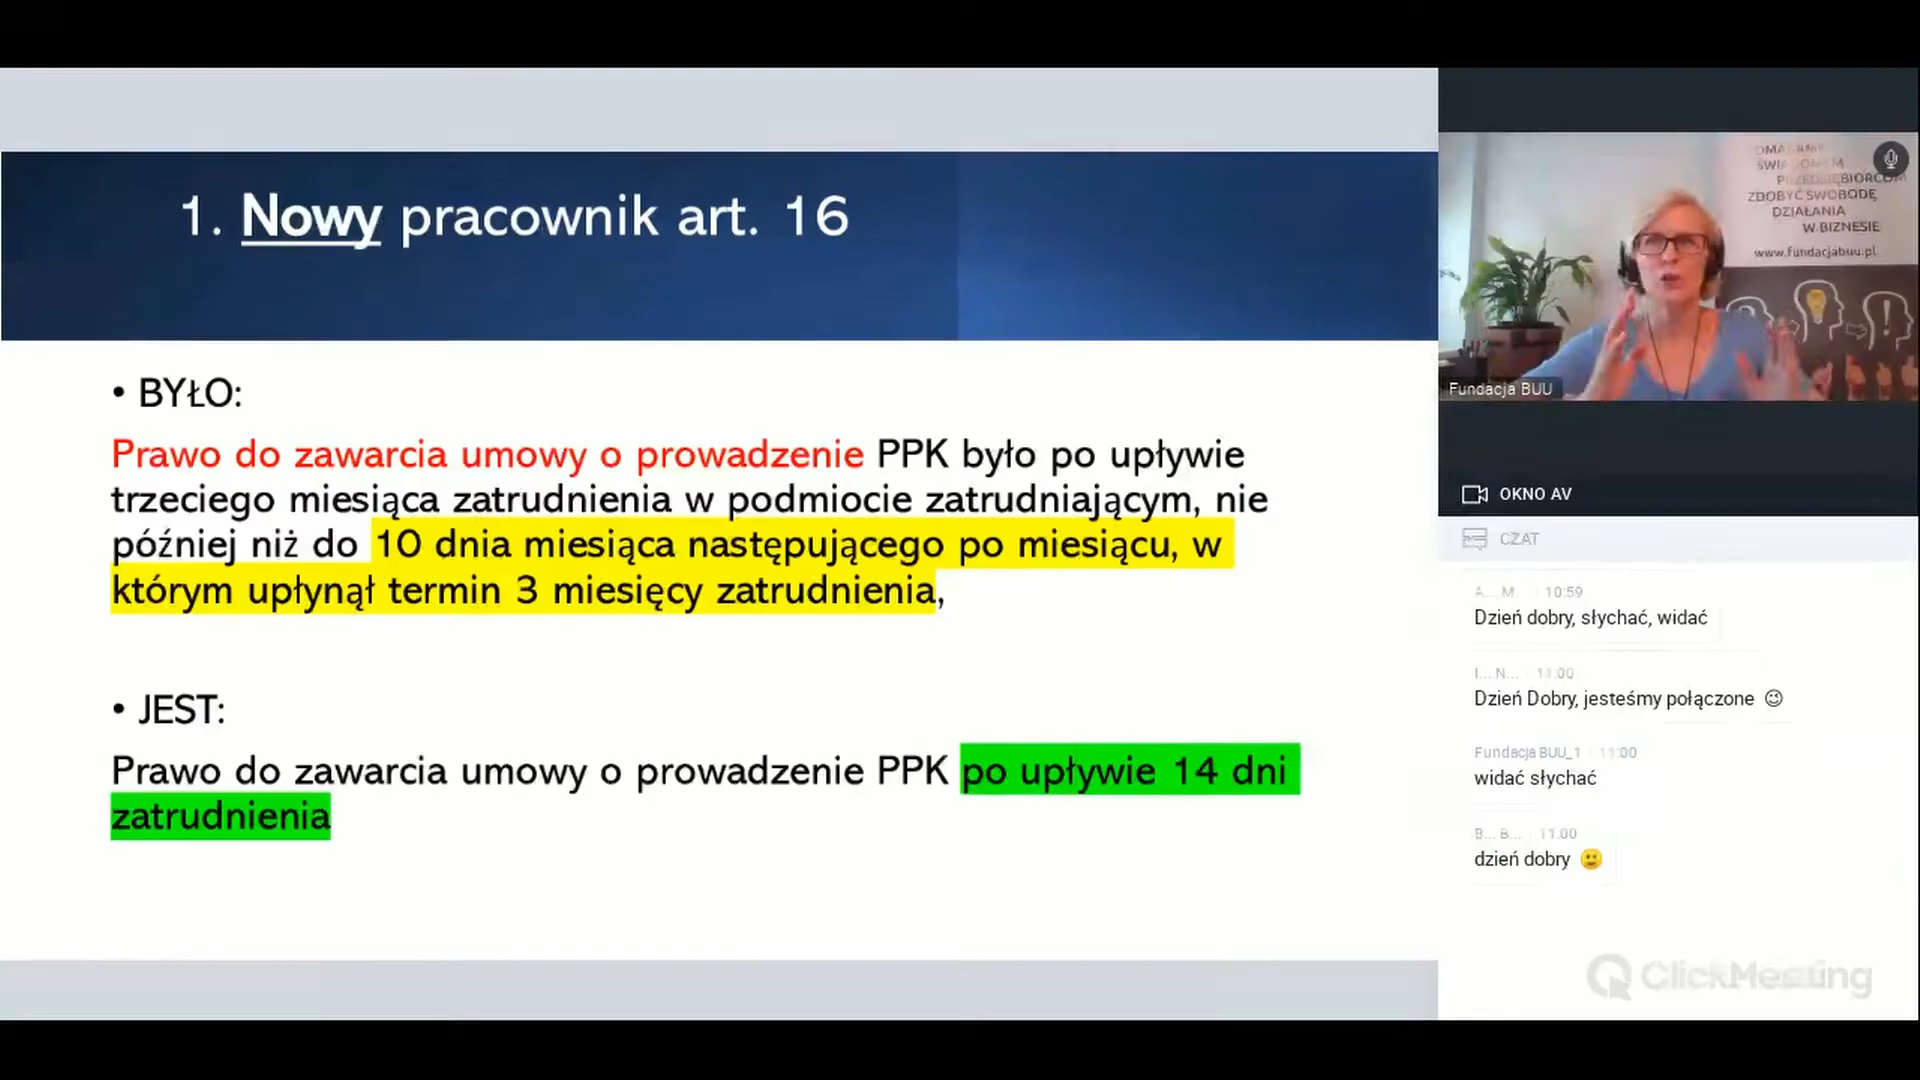 1. Nowy pracownik art. 16
• BYŁO:
Prawo do zawarcia umowy o prowadzenie PPK było po upływie
trzeciego miesiąca zatrudnienia w podmiocie zatrudniającym, nie
później niż do 10 dnia miesiąca następującego po miesiącu, w
którym upłynął termin 3 miesięcy zatrudnienia,
• JEST:
Prawo do zawarcia umowy o prowadzenie PPK po upływie 14 dni
zatrudnienia
ŚWIADOMYM
PRZEDSIĘBIORCOM
ZDOBYĆ SWOBODĘ
DZIAŁANIA
W BIZNESIE
www.fundacjabuu.pl
Fundacja BUU
OKNO AV
CZAT
A... M. 10:59
Dzień dobry, słychać, widać
I... N... 11:00
Dzień Dobry, jesteśmy połączone
Fundacja BUU_1 11:00
widać słychać
B... B... 11:00
dzień dobry
ClickMeeting